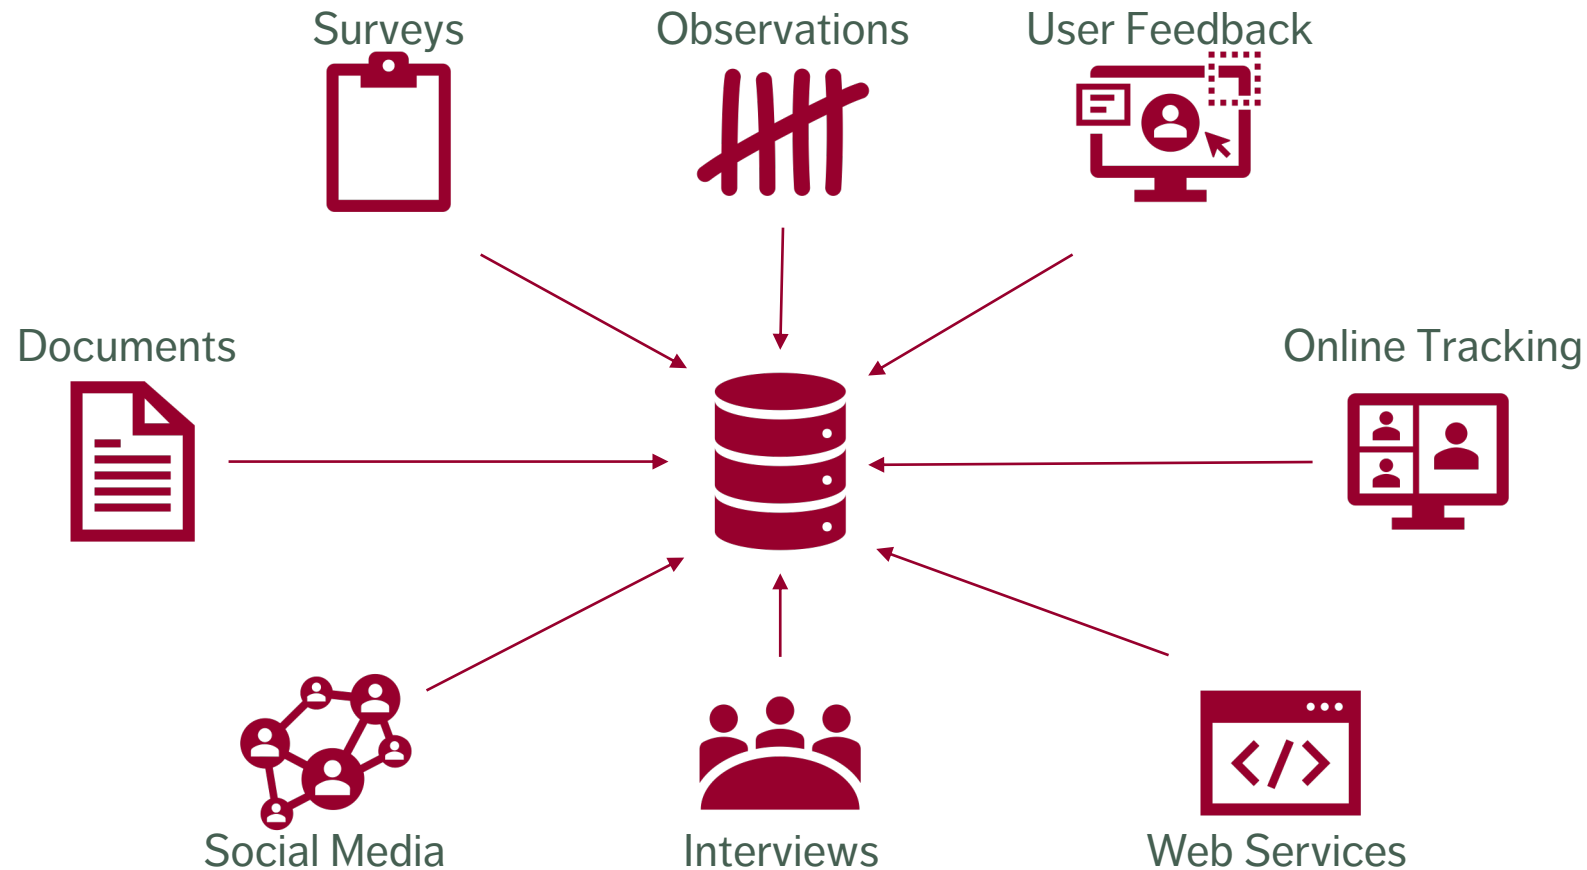 Surveys
Observations
User Feedback
Documents
Online Tracking
</>
Social Media
Interviews
Web Services